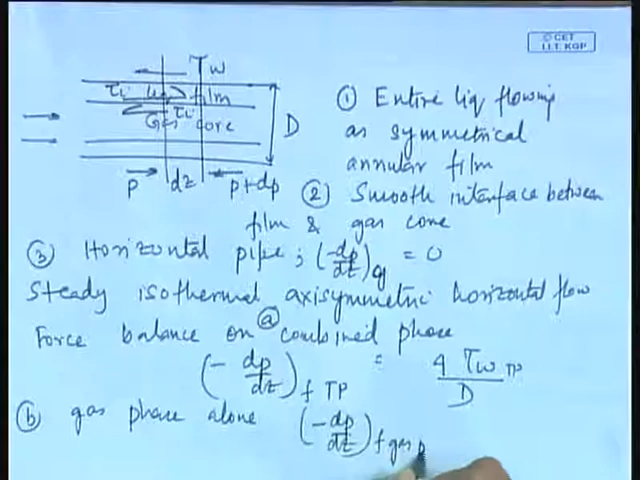 © CET
I.I.T. KGP
τw
τi liq film
τi
Gas core
D
P dz p+dp
① Entire liq flowing
as symmetrical
annular film
② Smooth interface between
film & gas core
③ Horizontal pipe ; (-dp/dz)g = 0
Steady isothermal axisymmetric horizontal flow
Force balance on ⓐ combined phase
(- dp/dz)f TP = 4 τw TP / D
ⓑ gas phase alone (-dp/dz)f gas p